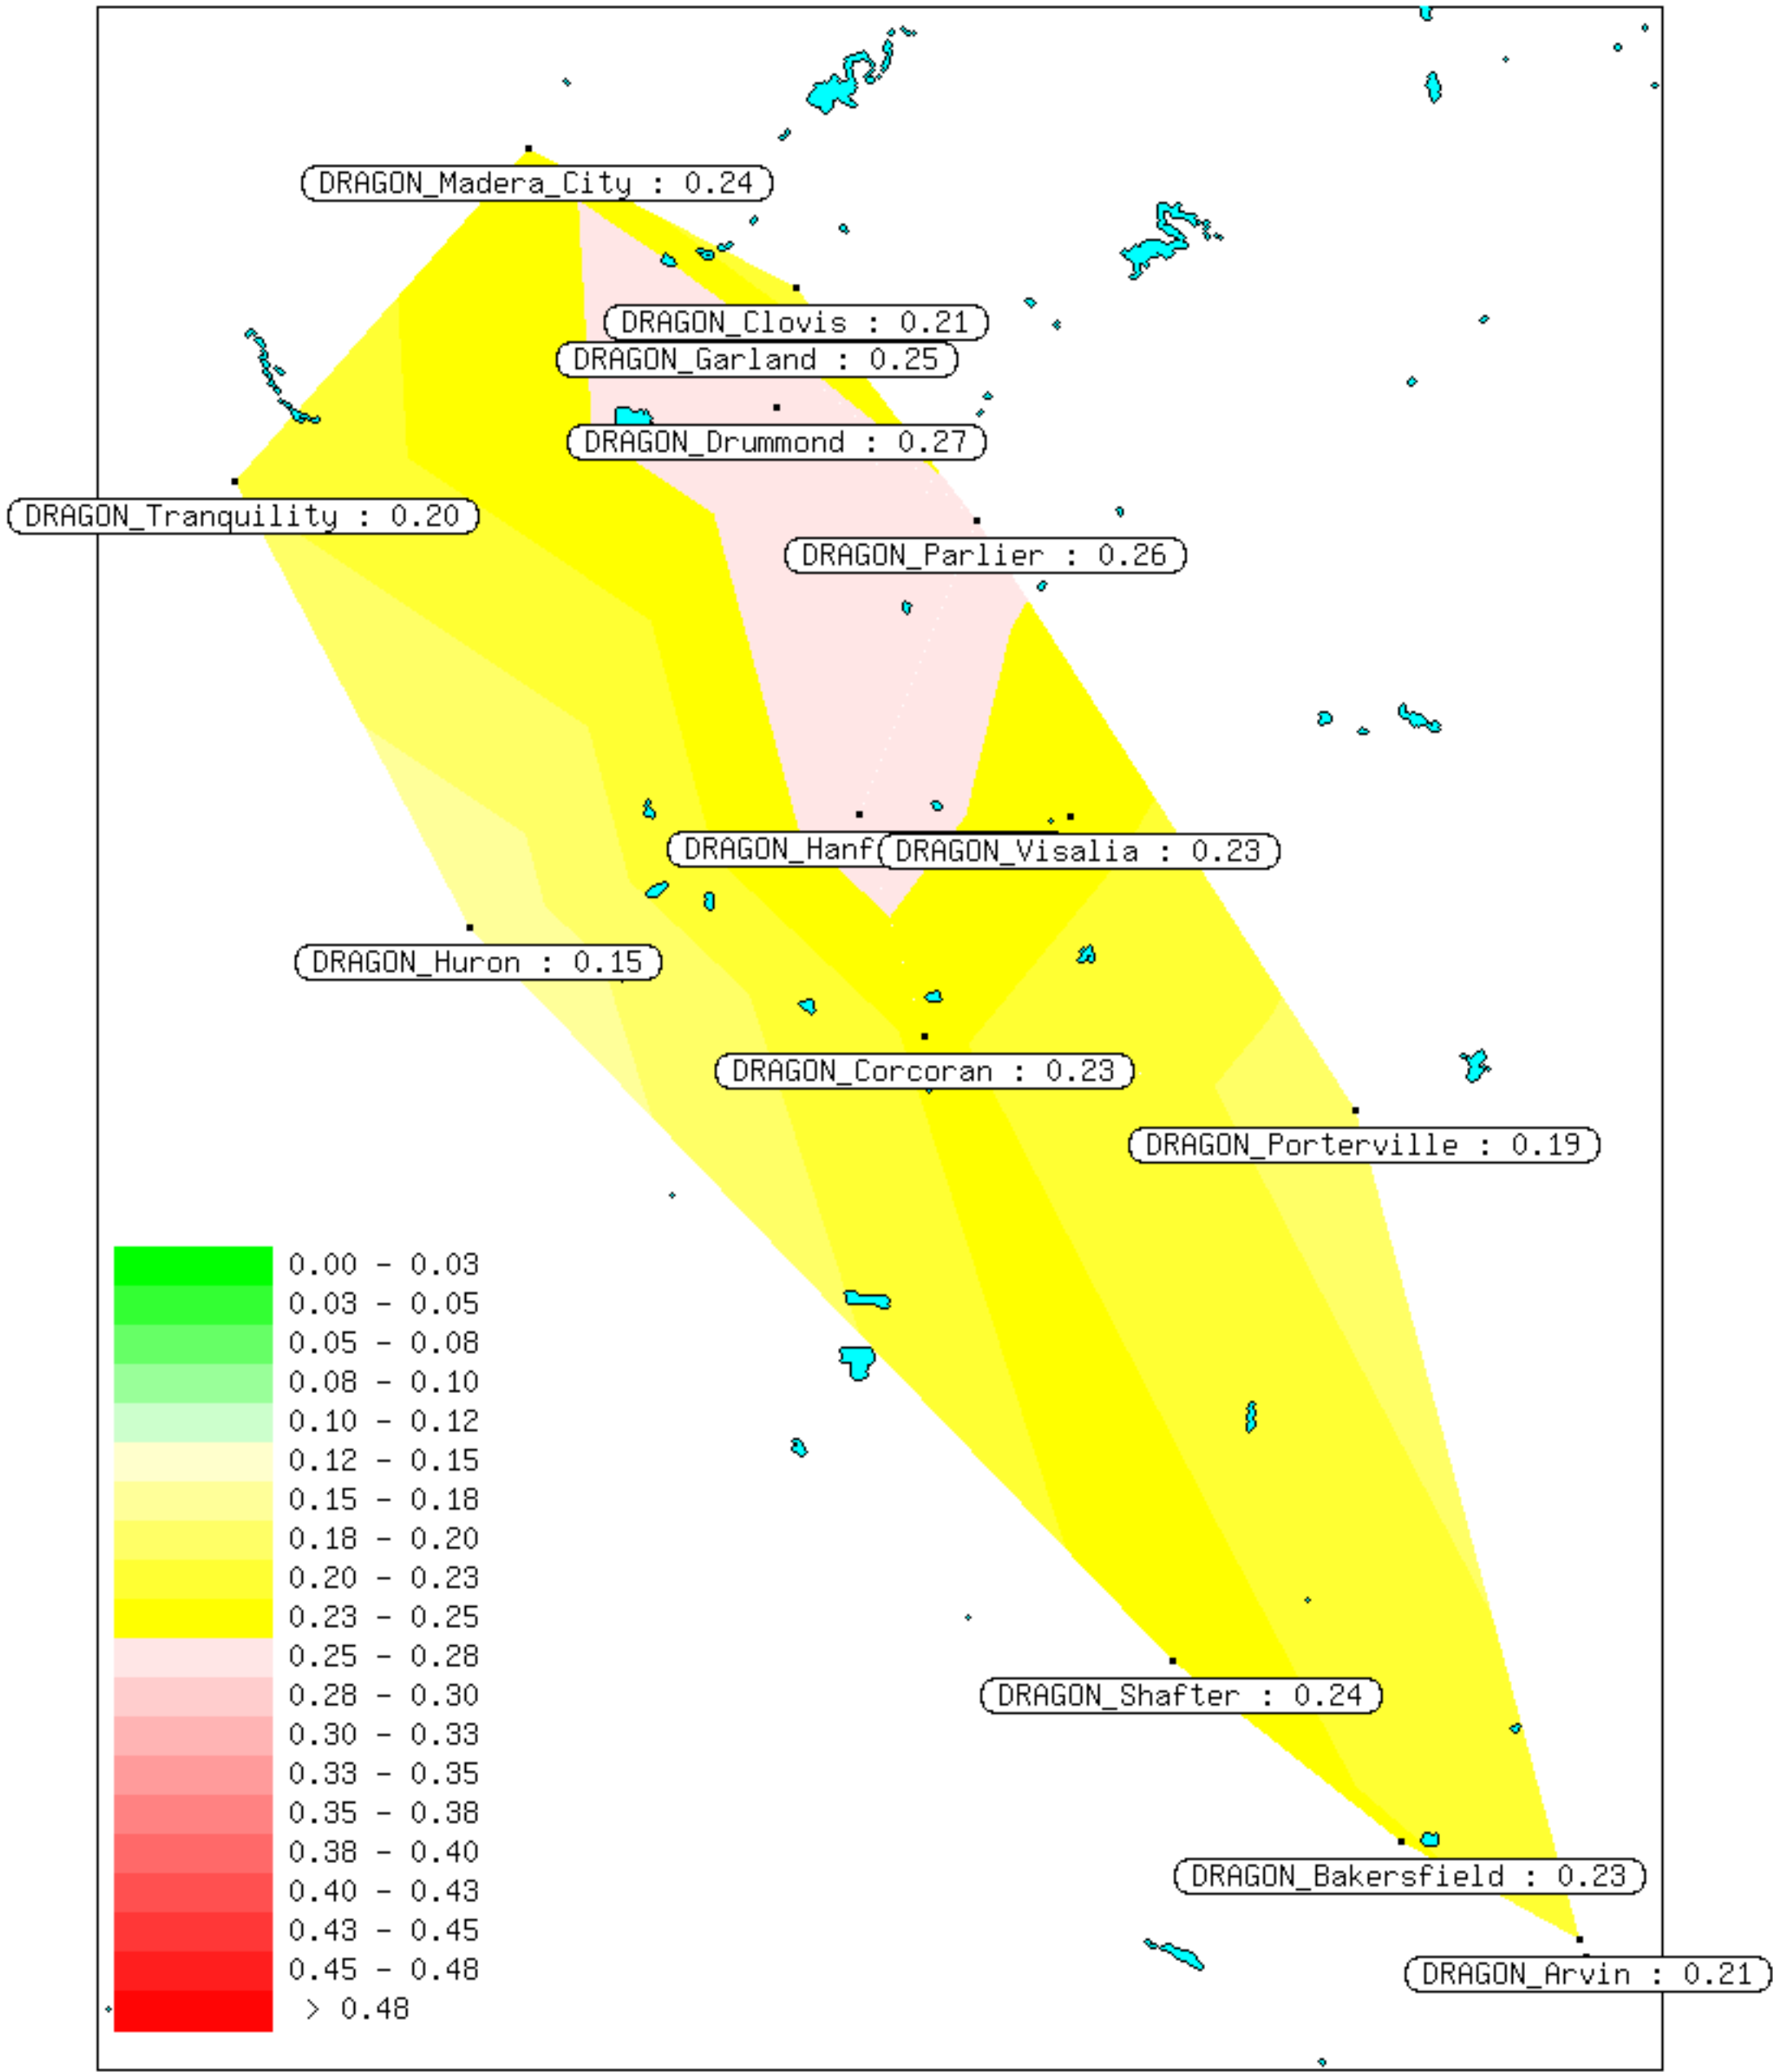 DRAGON_Madera_City : 0.24
DRAGON_Clovis : 0.21
DRAGON_Garland : 0.25
DRAGON_Drummond : 0.27
DRAGON_Tranquility : 0.20
DRAGON_Parlier : 0.26
DRAGON_Hanf
DRAGON_Visalia : 0.23
DRAGON_Huron : 0.15
DRAGON_Corcoran : 0.23
DRAGON_Porterville : 0.19
0.00 - 0.03
0.03 - 0.05
0.05 - 0.08
0.08 - 0.10
0.10 - 0.12
0.12 - 0.15
0.15 - 0.18
0.18 - 0.20
0.20 - 0.23
0.23 - 0.25
0.25 - 0.28
0.28 - 0.30
0.30 - 0.33
0.33 - 0.35
0.35 - 0.38
0.38 - 0.40
0.40 - 0.43
0.43 - 0.45
0.45 - 0.48
> 0.48
DRAGON_Shafter : 0.24
DRAGON_Bakersfield : 0.23
DRAGON_Arvin : 0.21